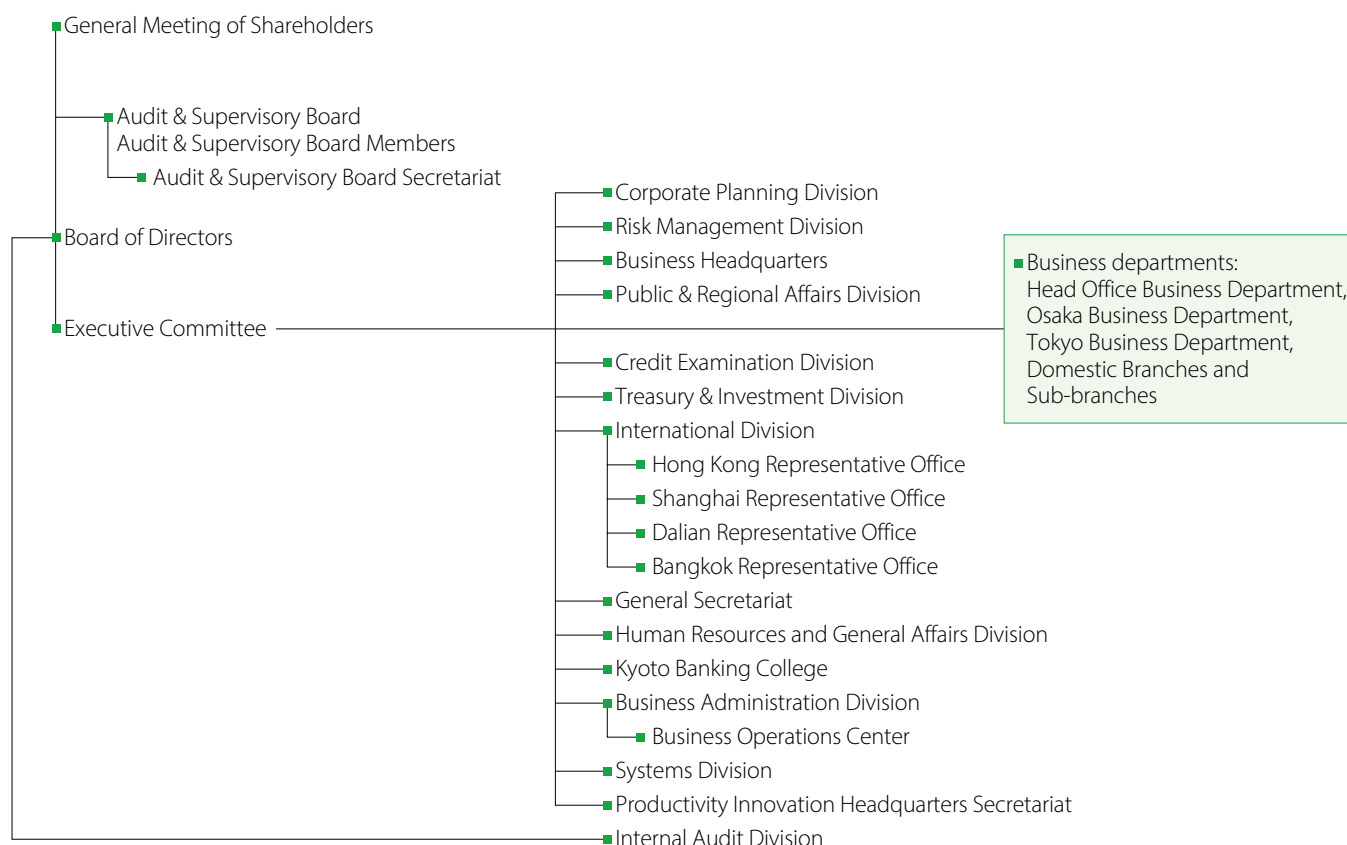 General Meeting of Shareholders
Audit & Supervisory Board
Audit & Supervisory Board Members
Audit & Supervisory Board Secretariat
Board of Directors
Executive Committee
Corporate Planning Division
Risk Management Division
Business Headquarters
Public & Regional Affairs Division
Credit Examination Division
Treasury & Investment Division
International Division
Hong Kong Representative Office
Shanghai Representative Office
Dalian Representative Office
Bangkok Representative Office
General Secretariat
Human Resources and General Affairs Division
Kyoto Banking College
Business Administration Division
Business Operations Center
Systems Division
Productivity Innovation Headquarters Secretariat
Internal Audit Division
Business departments:
Head Office Business Department,
Osaka Business Department,
Tokyo Business Department,
Domestic Branches and
Sub-branches